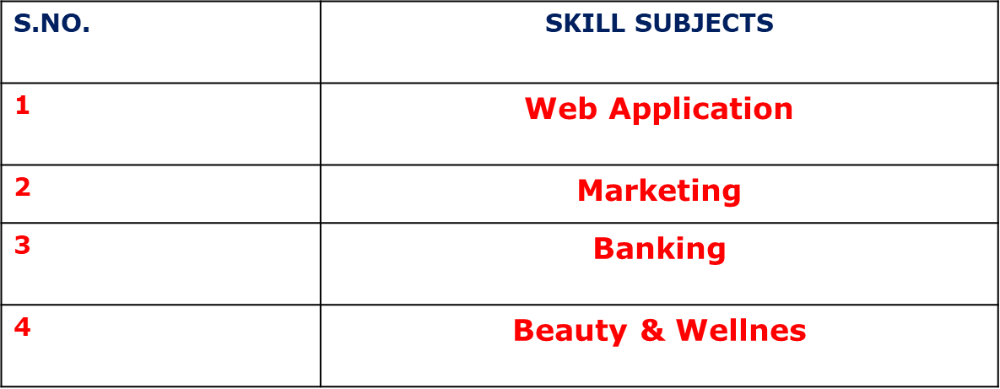 S.NO. SKILL SUBJECTS
1 Web Application
2 Marketing
3 Banking
4 Beauty & Wellnes